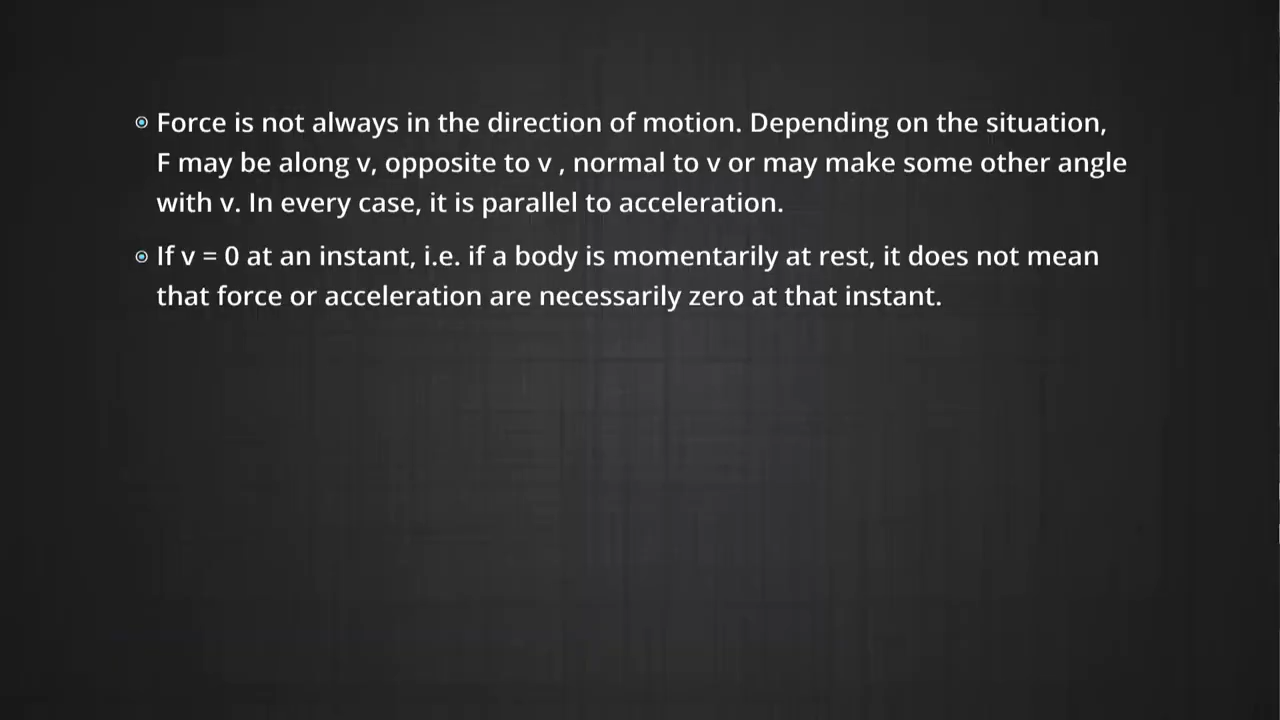 Force is not always in the direction of motion. Depending on the situation,
F may be along v, opposite to v , normal to v or may make some other angle
with v. In every case, it is parallel to acceleration.
If v = 0 at an instant, i.e. if a body is momentarily at rest, it does not mean
that force or acceleration are necessarily zero at that instant.